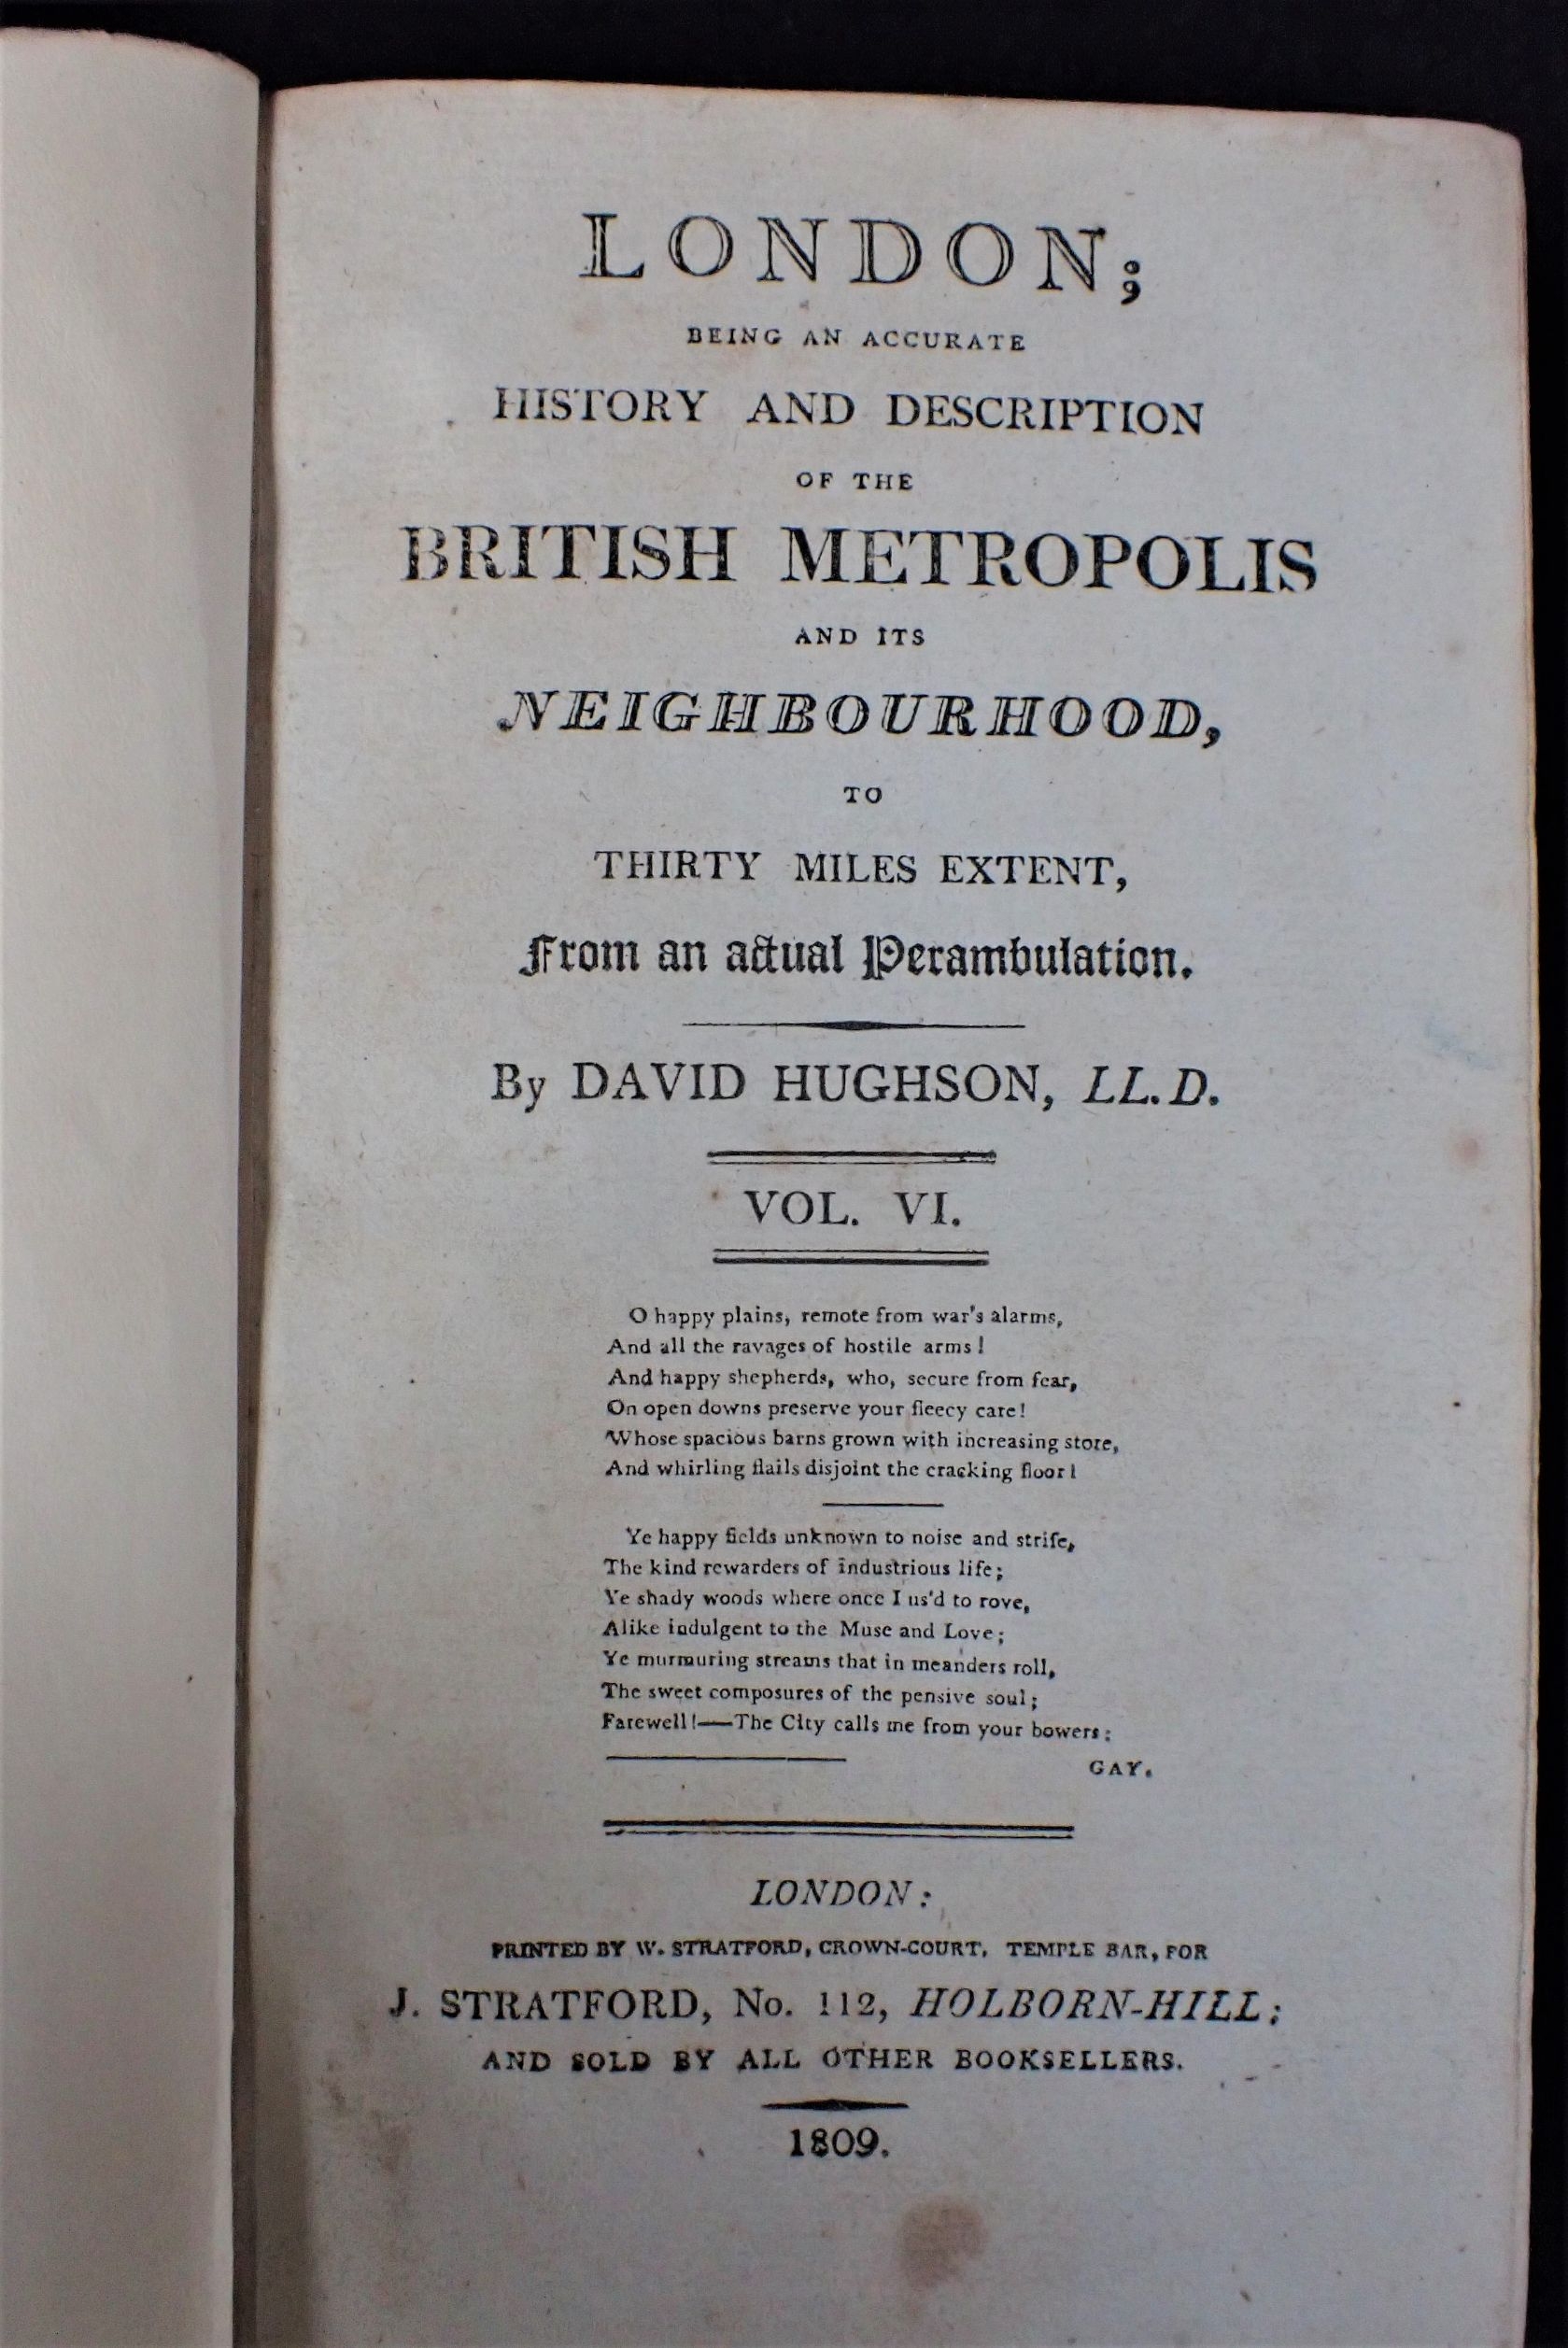 LONDON;
BEING AN ACCURATE
HISTORY AND DESCRIPTION
OF THE
BRITISH METROPOLIS
AND ITS
NEIGHBOURHOOD,
TO
THIRTY MILES EXTENT,
From an actual Perambulation.
By DAVID HUGHSON, LL.D.
VOL. VI.
O happy plains, remote from war's alarms,
And all the ravages of hostile arms!
And happy shepherds, who, secure from fear,
On open downs preserve your fleecy care!
Whose spacious barns grown with increasing store,
And whirling flails disjoint the cracking floor!
Ye happy fields unknown to noise and strife,
The kind rewarders of industrious life;
Ye shady woods where once I us'd to rove,
Alike indulgent to the Muse and Love;
Ye murmuring streams that in meanders roll,
The sweet composures of the pensive soul;
Farewell!—The City calls me from your bowers:
GAY.
LONDON:
PRINTED BY W. STRATFORD, CROWN-COURT, TEMPLE BAR, FOR
J. STRATFORD, No. 112, HOLBORN-HILL;
AND SOLD BY ALL OTHER BOOKSELLERS.
1809.